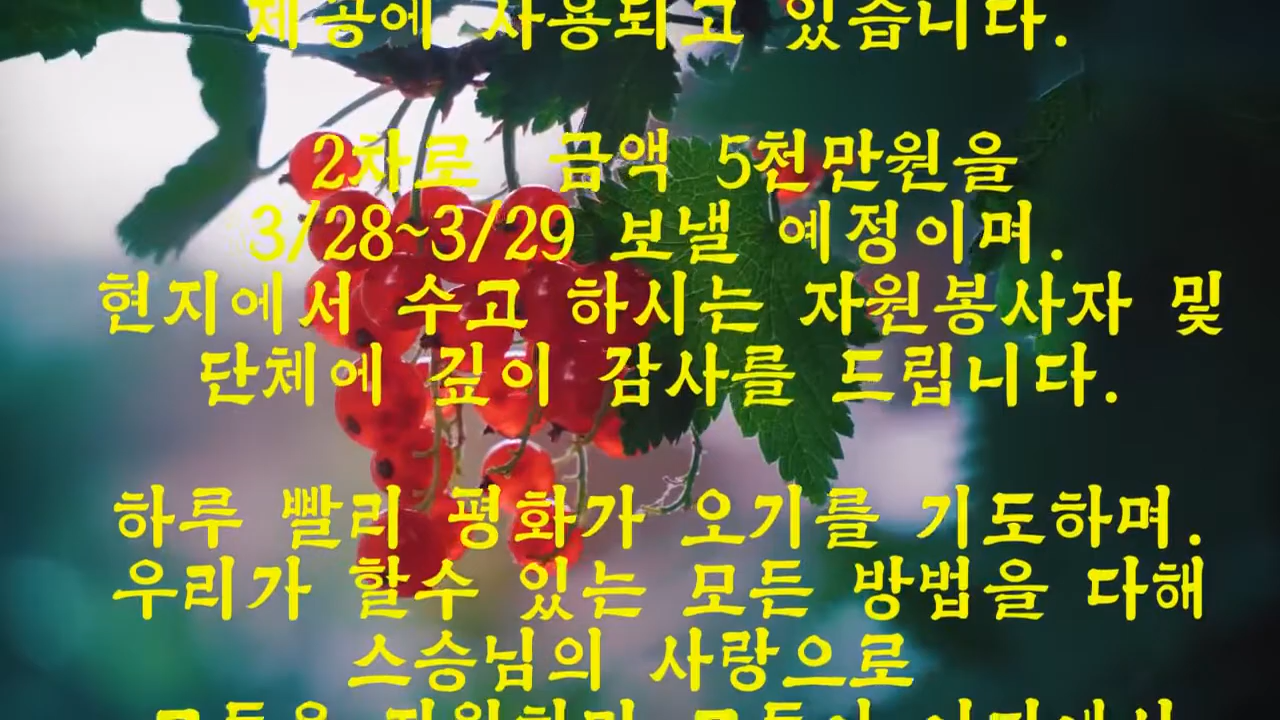 제공에 사용되고 있습니다.
2차로 금액 5천만원을
3/28~3/29 보낼 예정이며.
현지에서 수고 하시는 자원봉사자 및
단체에 깊이 감사를 드립니다.
하루 빨리 평화가 오기를 기도하며.
우리가 할수 있는 모든 방법을 다해
스승님의 사랑으로